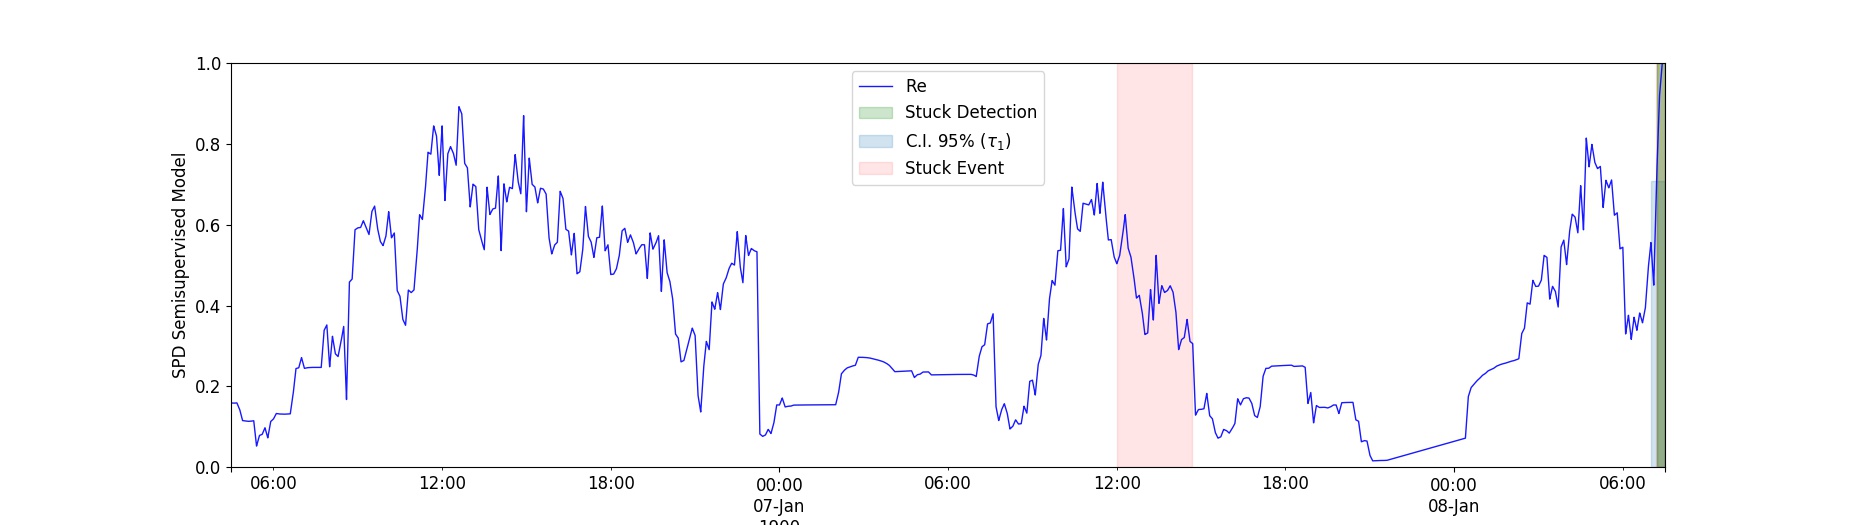 1.0
0.8
0.6
0.4
0.2
0.0
SPD Semisupervised Model
Re
Stuck Detection
C.I. 95% (τ₁)
Stuck Event
06:00 12:00 18:00 00:00 06:00 12:00 18:00 00:00 06:00
07-Jan 08-Jan